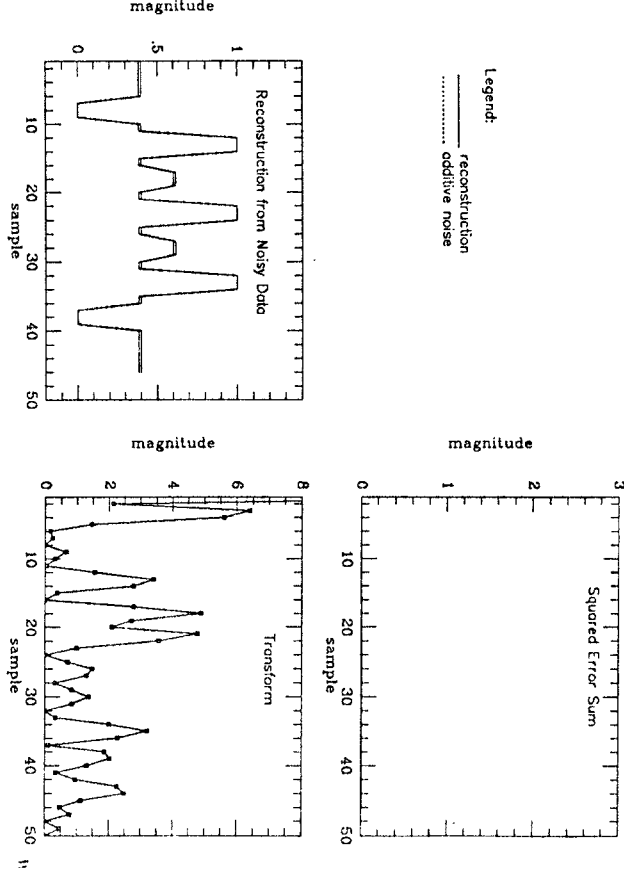 Legend:
reconstruction
additive noise
Squared Error Sum
magnitude
0
1
2
3
10
20
30
40
50
sample
Reconstruction from Noisy Data
magnitude
0
.5
1
10
20
30
40
50
sample
Transform
magnitude
0
2
4
6
8
10
20
30
40
50
sample